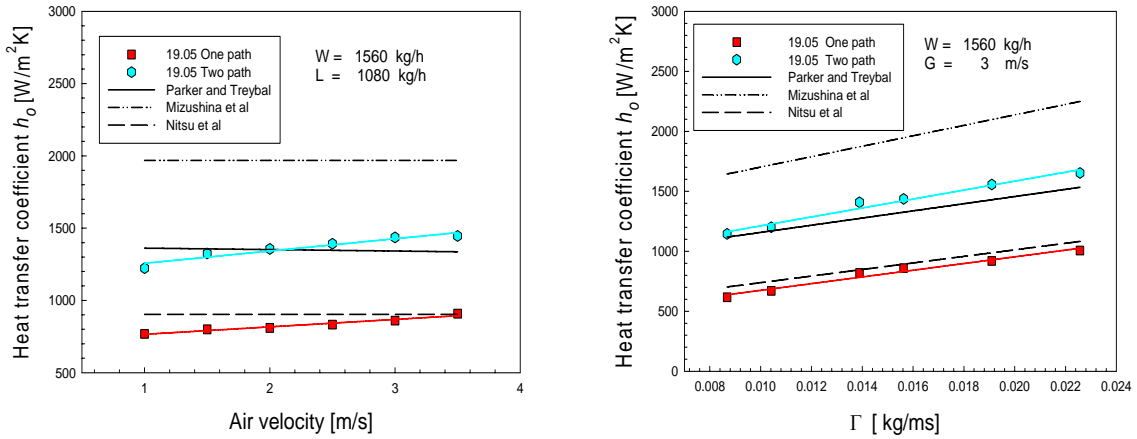 Heat transfer coefficient hₒ [W/m²K]
3000
2500
2000
1500
1000
500
19.05 One path
19.05 Two path
Parker and Treybal
Mizushina et al
Nitsu et al
W = 1560 kg/h
L = 1080 kg/h
1 2 3 4
Air velocity [m/s]
Heat transfer coefficient hₒ [W/m²K]
3000
2500
2000
1500
1000
500
0
19.05 One path
19.05 Two path
Parker and Treybal
Mizushina et al
Nitsu et al
W = 1560 kg/h
G = 3 m/s
0.008 0.010 0.012 0.014 0.016 0.018 0.020 0.022 0.024
Γ [ kg/ms]